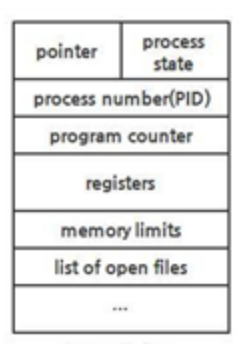 pointer
process
state
process number(PID)
program counter
registers
memory limits
list of open files
...